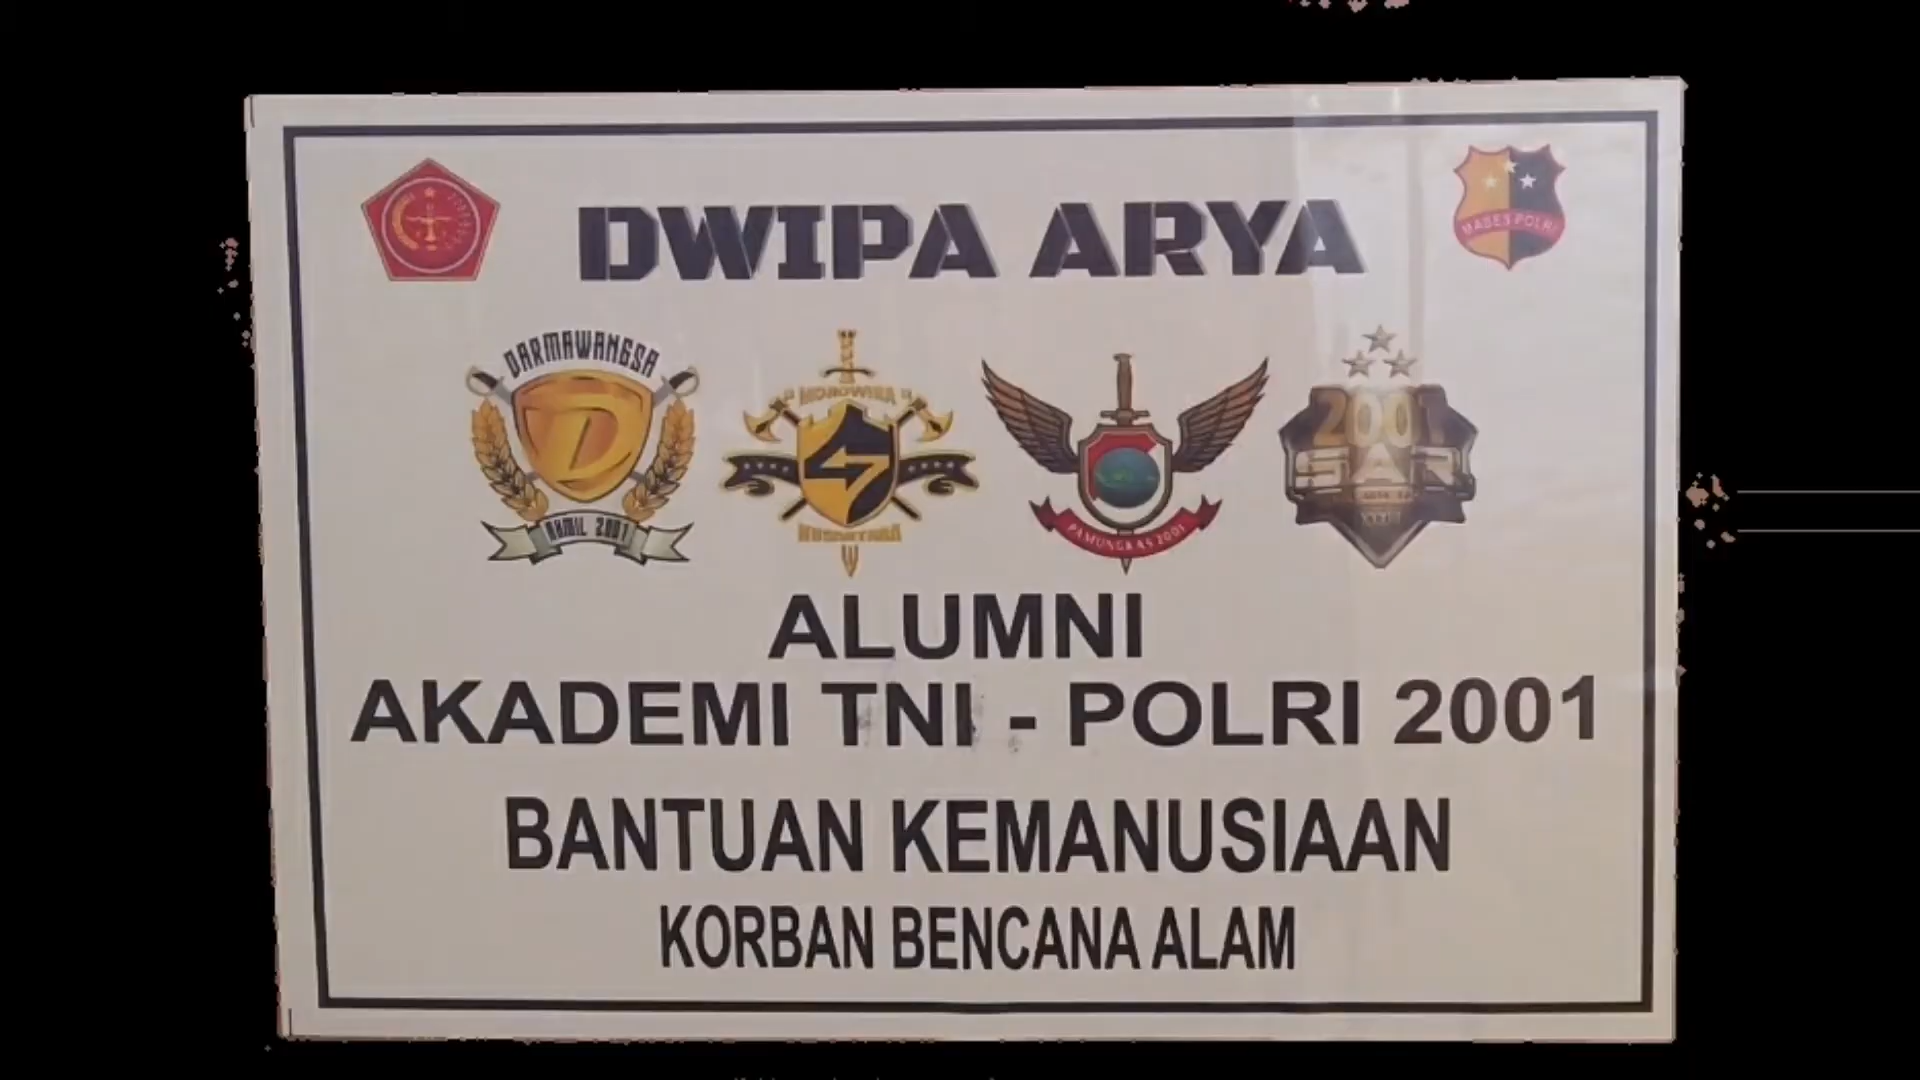 DWIPA ARYA
MABES POLRI
DARMAWANGSA
AKMIL 2001
MOROWIRA
NUSANTARA
PAMUNGKAS 2001
2001
ALUMNI
AKADEMI TNI - POLRI 2001
BANTUAN KEMANUSIAAN
KORBAN BENCANA ALAM